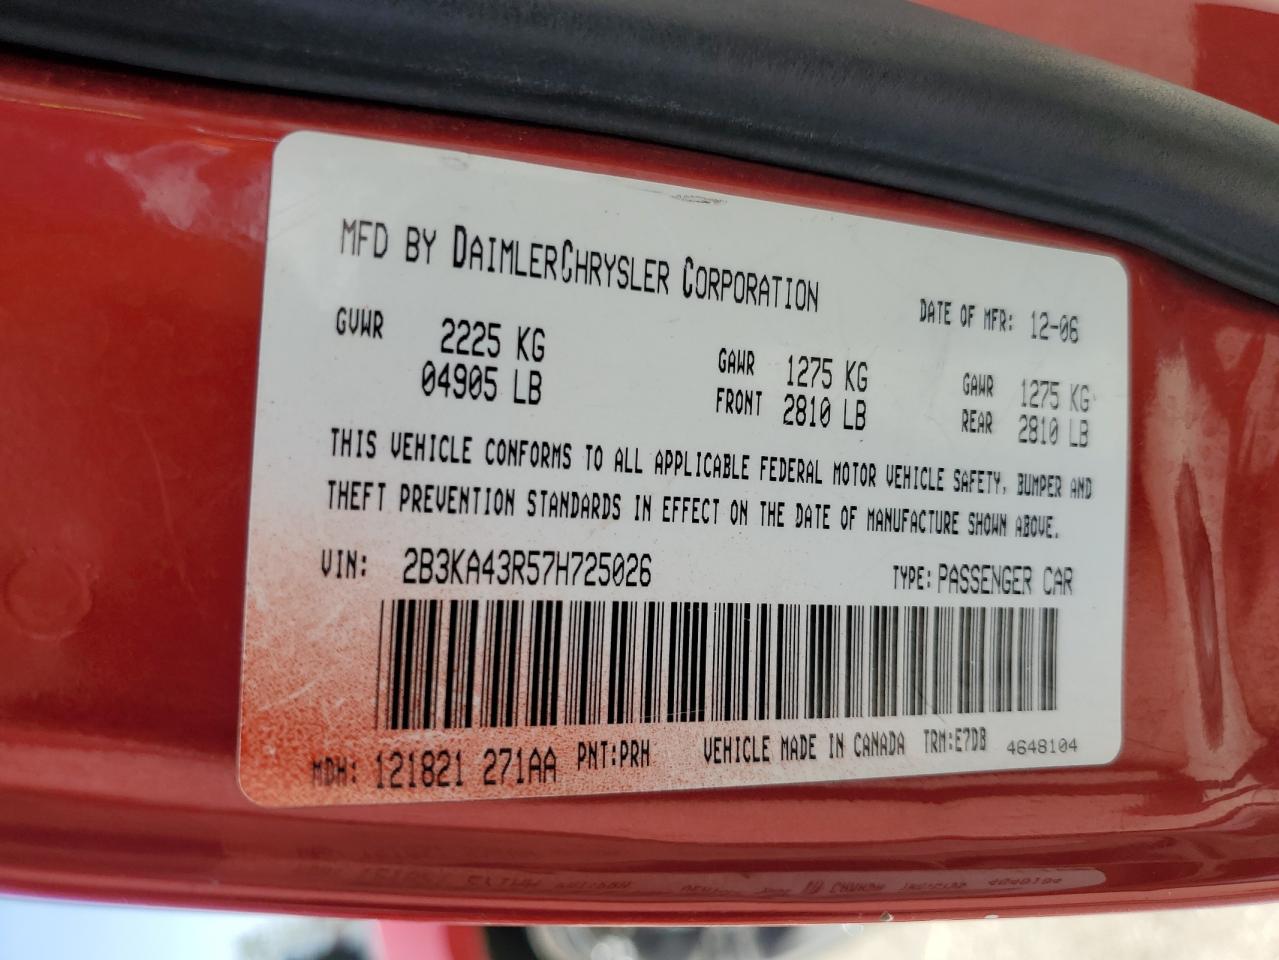 MFD BY DAIMLERCHRYSLER CORPORATION DATE OF MFR: 12-06
GVWR 2225 KG GAWR 1275 KG GAWR 1275 KG
04905 LB FRONT 2810 LB REAR 2810 LB
THIS VEHICLE CONFORMS TO ALL APPLICABLE FEDERAL MOTOR VEHICLE SAFETY, BUMPER AND
THEFT PREVENTION STANDARDS IN EFFECT ON THE DATE OF MANUFACTURE SHOWN ABOVE.
VIN: 2B3KA43R57H725026 TYPE: PASSENGER CAR
MDH: 121821 271AA PNT:PRH VEHICLE MADE IN CANADA TRM:E7DB 4648104